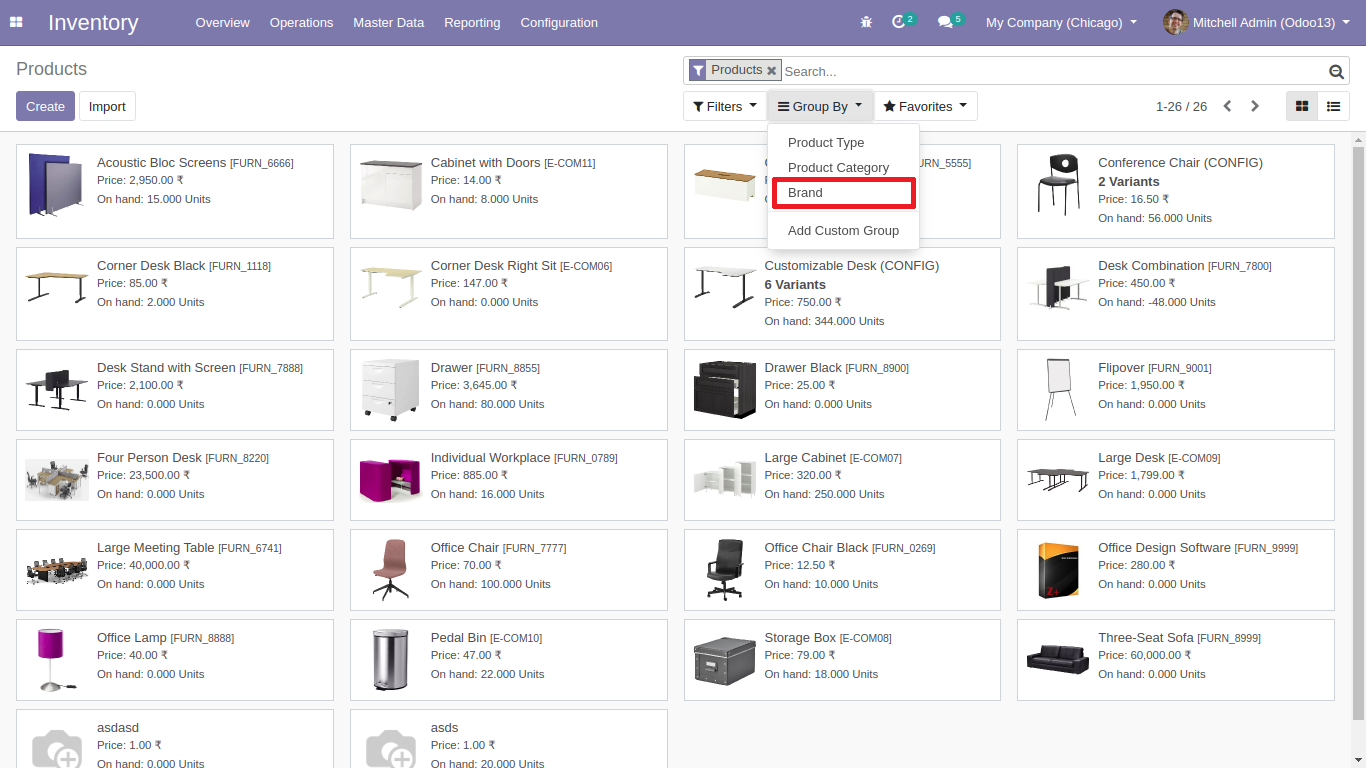 Inventory
Overview
Operations
Master Data
Reporting
Configuration
2
5
My Company (Chicago)
Mitchell Admin (Odoo13)
Products
Products
Search...
Create
Import
Filters
Group By
Favorites
1-26 / 26
Product Type
Product Category
Brand
Add Custom Group
Acoustic Bloc Screens [FURN_6666]
Price: 2,950.00 ₹
On hand: 15.000 Units
Cabinet with Doors [E-COM11]
Price: 14.00 ₹
On hand: 8.000 Units
Conference Chair (CONFIG)
2 Variants
Price: 16.50 ₹
On hand: 56.000 Units
Corner Desk Black [FURN_1118]
Price: 85.00 ₹
On hand: 2.000 Units
Corner Desk Right Sit [E-COM06]
Price: 147.00 ₹
On hand: 0.000 Units
Customizable Desk (CONFIG)
6 Variants
Price: 750.00 ₹
On hand: 344.000 Units
Desk Combination [FURN_7800]
Price: 450.00 ₹
On hand: -48.000 Units
Desk Stand with Screen [FURN_7888]
Price: 2,100.00 ₹
On hand: 0.000 Units
Drawer [FURN_8855]
Price: 3,645.00 ₹
On hand: 80.000 Units
Drawer Black [FURN_8900]
Price: 25.00 ₹
On hand: 0.000 Units
Flipover [FURN_9001]
Price: 1,950.00 ₹
On hand: 0.000 Units
Four Person Desk [FURN_8220]
Price: 23,500.00 ₹
On hand: 0.000 Units
Individual Workplace [FURN_0789]
Price: 885.00 ₹
On hand: 16.000 Units
Large Cabinet [E-COM07]
Price: 320.00 ₹
On hand: 250.000 Units
Large Desk [E-COM09]
Price: 1,799.00 ₹
On hand: 0.000 Units
Large Meeting Table [FURN_6741]
Price: 40,000.00 ₹
On hand: 0.000 Units
Office Chair [FURN_7777]
Price: 70.00 ₹
On hand: 100.000 Units
Office Chair Black [FURN_0269]
Price: 12.50 ₹
On hand: 10.000 Units
Office Design Software [FURN_9999]
Price: 280.00 ₹
On hand: 0.000 Units
Office Lamp [FURN_8888]
Price: 40.00 ₹
On hand: 0.000 Units
Pedal Bin [E-COM10]
Price: 47.00 ₹
On hand: 22.000 Units
Storage Box [E-COM08]
Price: 79.00 ₹
On hand: 18.000 Units
Three-Seat Sofa [FURN_8999]
Price: 60,000.00 ₹
On hand: 0.000 Units
asdasd
Price: 1.00 ₹
On hand: 0.000 Units
asds
Price: 1.00 ₹
On hand: 20.000 Units